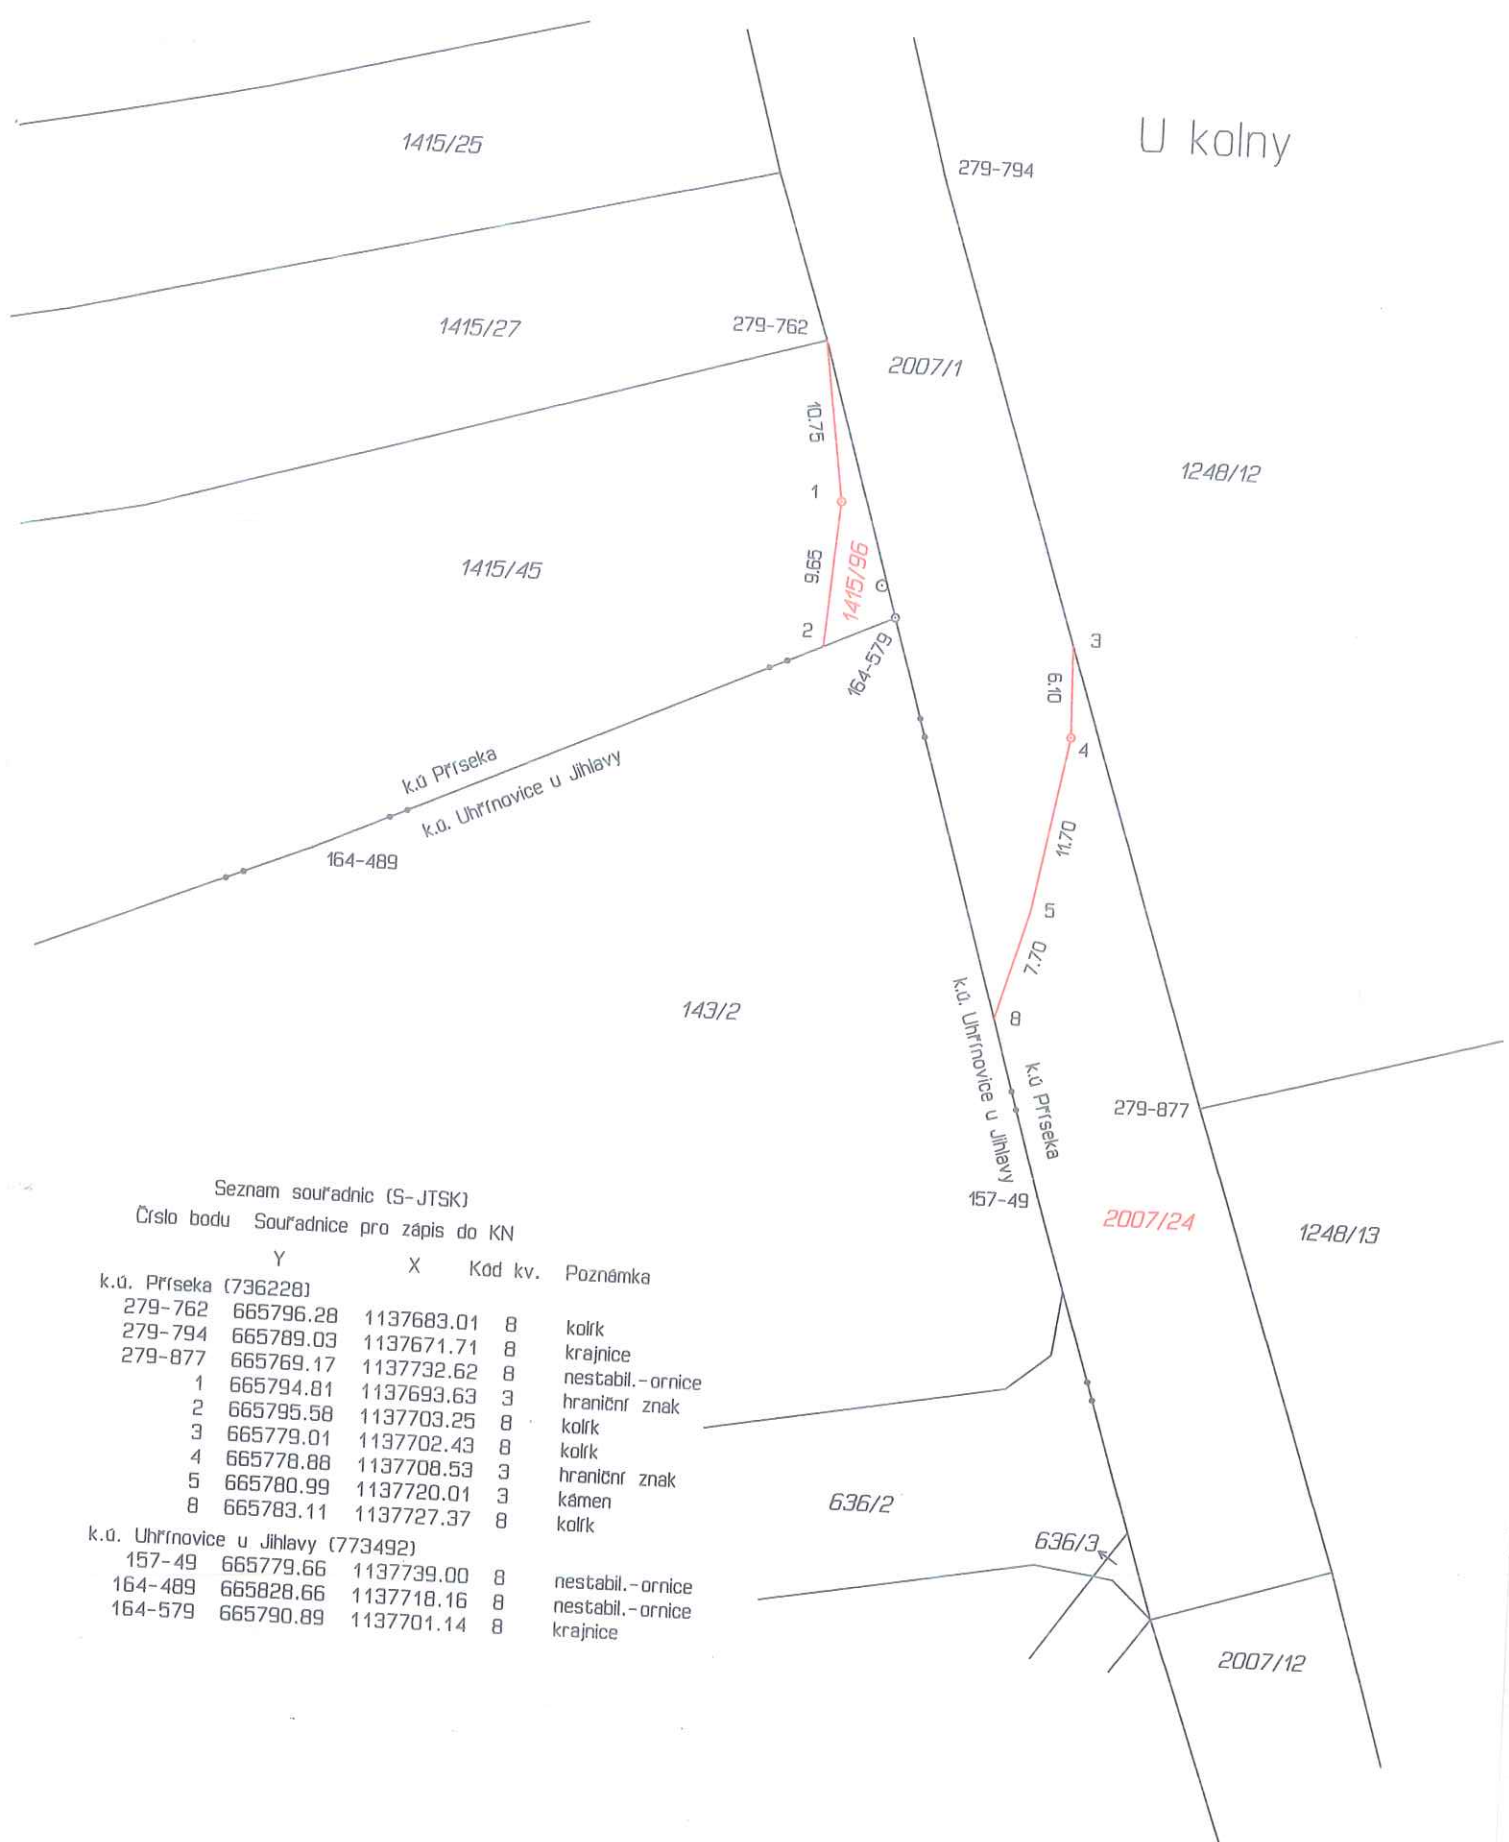 U kolny
1415/25
279-794
1415/27
279-762
2007/1
10.75
1248/12
1
1415/45
9.65
1415/96
2
164-579
3
6.10
4
k.ú Příseka
k.ú. Uhřínovice u Jihlavy
164-489
11.70
5
7.70
143/2
8
k.ú. Uhřínovice u Jihlavy
k.ú Příseka
279-877
157-49
2007/24
1248/13
Seznam souřadnic (S-JTSK)
Číslo bodu Souřadnice pro zápis do KN
Y X Kód kv. Poznámka
k.ú. Příseka (736228)
279-762 665796.28 1137683.01 8 kolík
279-794 665789.03 1137671.71 8 krajnice
279-877 665769.17 1137732.62 8 nestabil.-ornice
1 665794.81 1137693.63 3 hraniční znak
2 665795.58 1137703.25 8 kolík
3 665779.01 1137702.43 8 kolík
4 665778.88 1137708.53 3 hraniční znak
5 665780.99 1137720.01 3 kámen
8 665783.11 1137727.37 8 kolík
k.ú. Uhřínovice u Jihlavy (773492)
157-49 665779.66 1137739.00 8 nestabil.-ornice
164-489 665828.66 1137718.16 8 nestabil.-ornice
164-579 665790.89 1137701.14 8 krajnice
636/2
636/3
2007/12